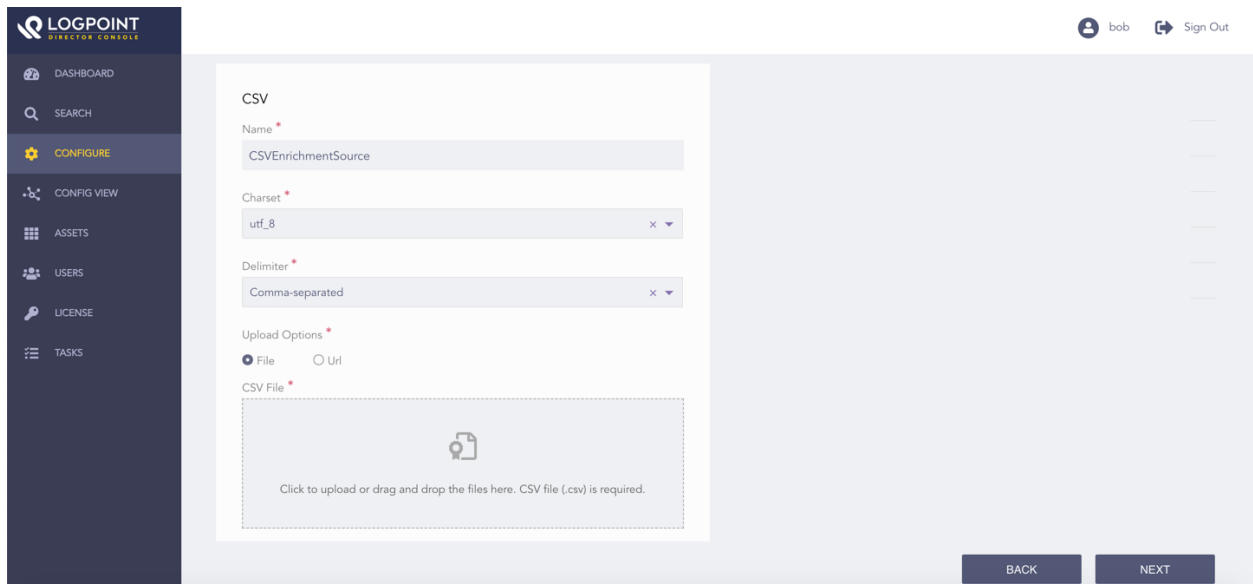 LOGPOINT
DIRECTOR CONSOLE
bob Sign Out
DASHBOARD
SEARCH
CONFIGURE
CONFIG VIEW
ASSETS
USERS
LICENSE
TASKS
CSV
Name *
CSVEnrichmentSource
Charset *
utf_8
Delimiter *
Comma-separated
Upload Options *
File Url
CSV File *
Click to upload or drag and drop the files here. CSV file (.csv) is required.
BACK NEXT